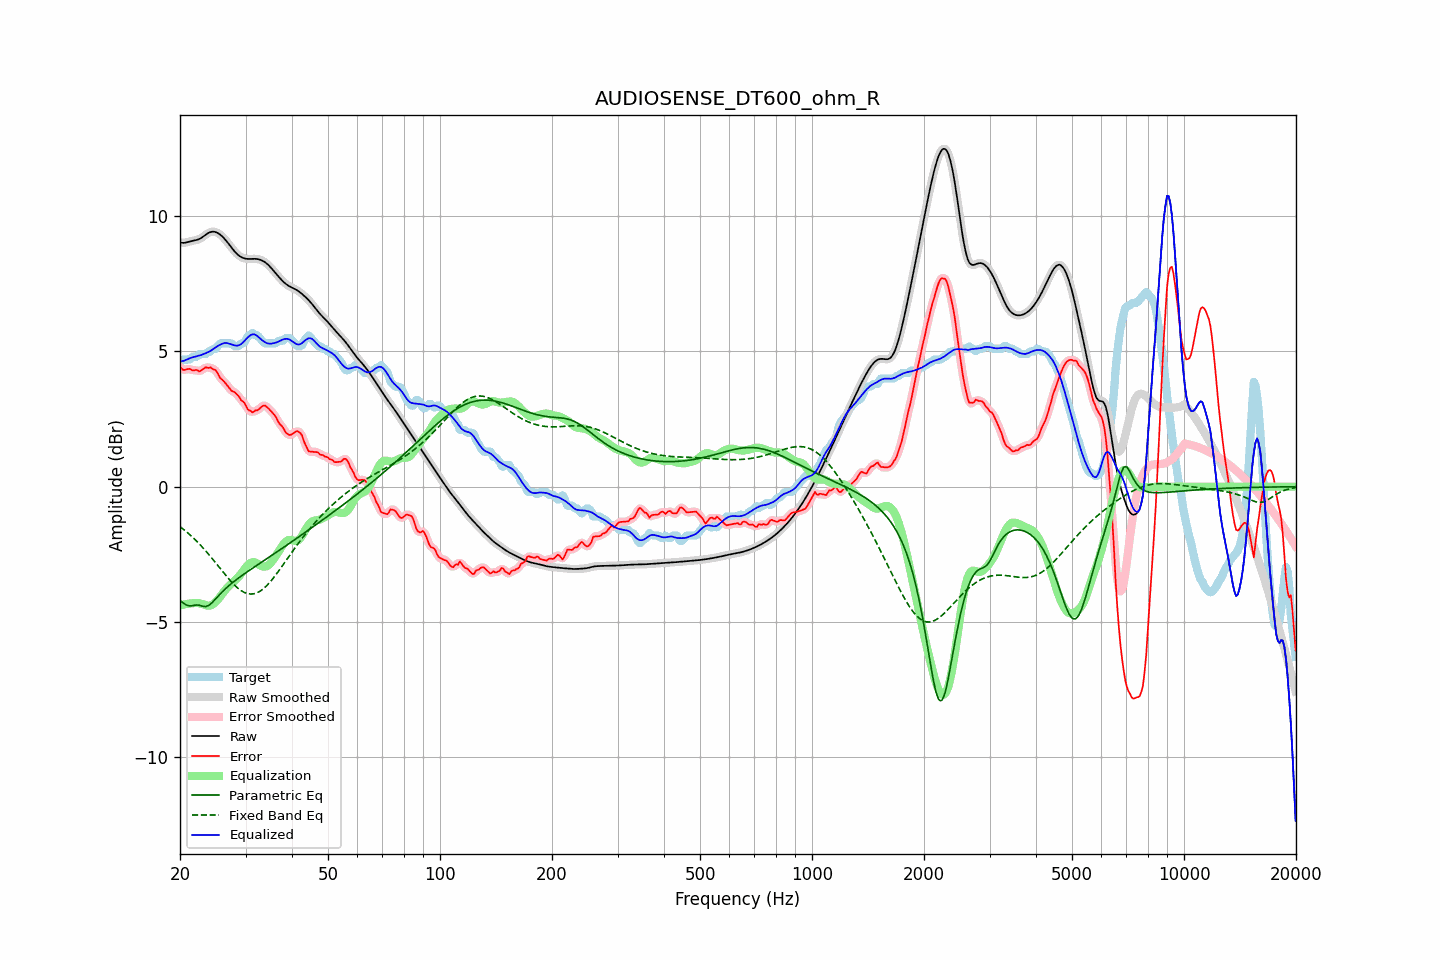 AUDIOSENSE_DT600_ohm_R
Amplitude (dBr)
10
5
0
−5
−10
Target
Raw Smoothed
Error Smoothed
Raw
Error
Equalization
Parametric Eq
Fixed Band Eq
Equalized
20 50 100 200 500 1000 2000 5000 10000 20000
Frequency (Hz)